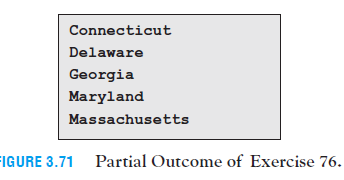 Connecticut
Delaware
Georgia
Maryland
Massachusetts
FIGURE 3.71 Partial Outcome of Exercise 76.